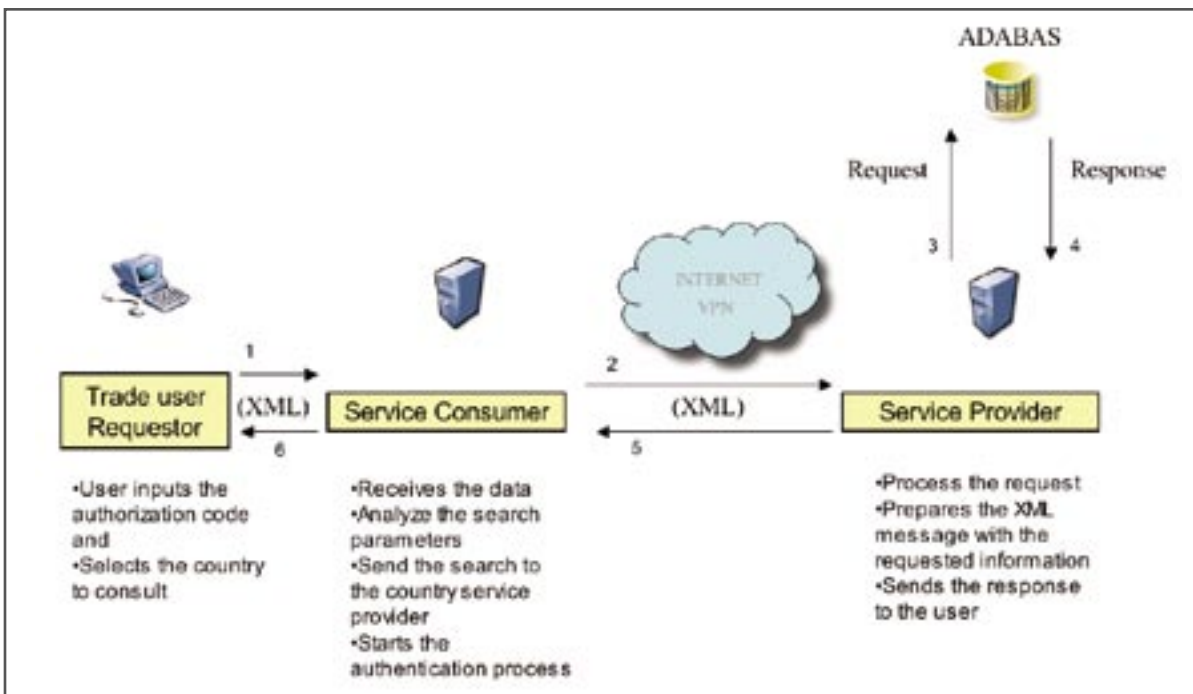 ADABAS
Request
Response
3
4
INTERNET
VPN
1
2
Trade user
Requestor
(XML)
Service Consumer
(XML)
Service Provider
6
5
•User inputs the
authorization code
and
•Selects the country
to consult
•Receives the data
•Analyze the search
parameters
•Send the search to
the country service
provider
•Starts the
authentication process
•Process the request
•Prepares the XML
message with the
requested information
•Sends the response
to the user